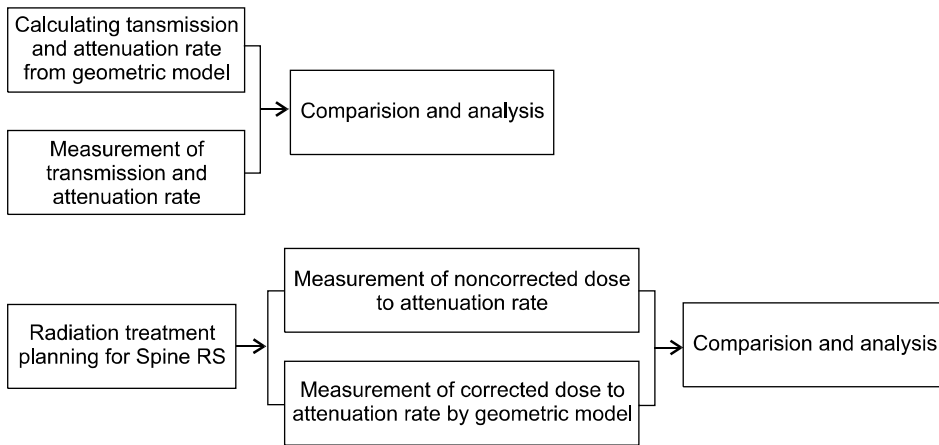 Calculating tansmission
and attenuation rate
from geometric model
Comparision and analysis
Measurement of
transmission and
attenuation rate
Measurement of noncorrected dose
to attenuation rate
Radiation treatment
planning for Spine RS
Comparision and analysis
Measurement of corrected dose to
attenuation rate by geometric model